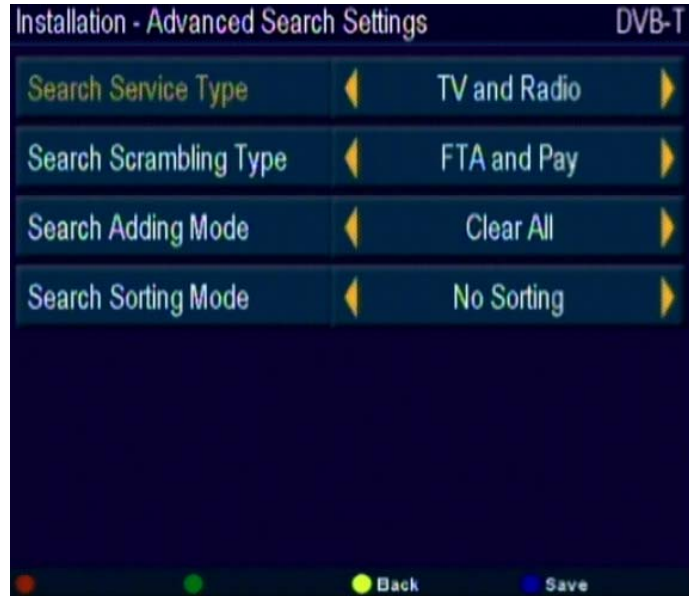 Installation - Advanced Search Settings DVB-T
Search Service Type TV and Radio
Search Scrambling Type FTA and Pay
Search Adding Mode Clear All
Search Sorting Mode No Sorting
Back Save